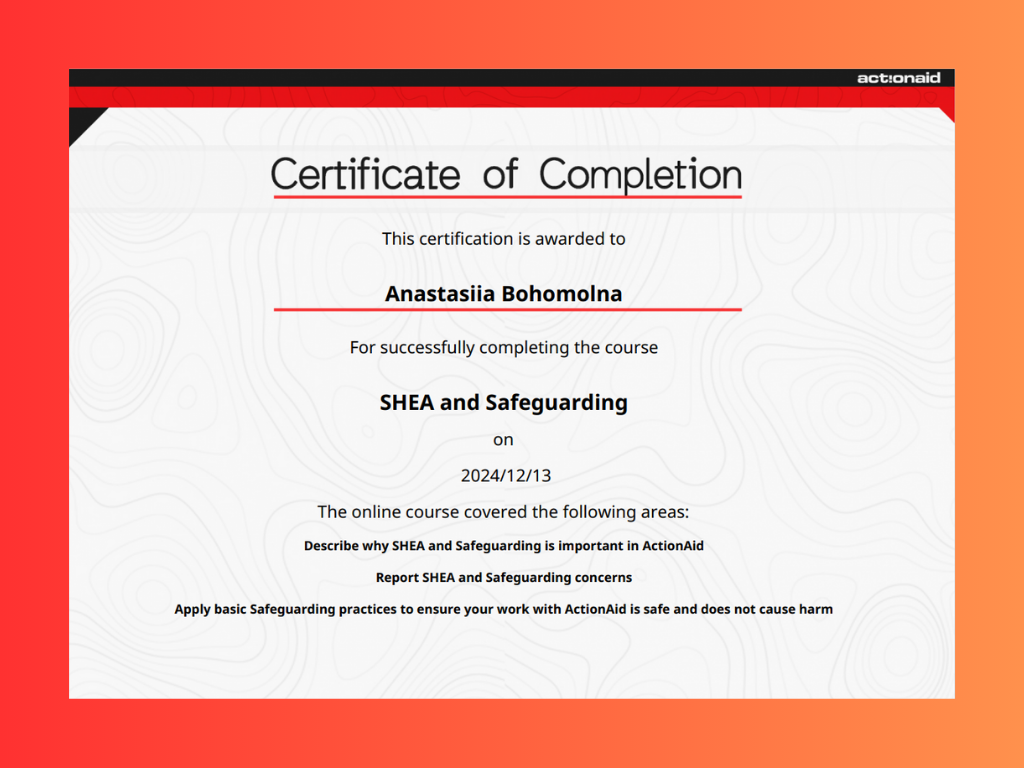 act:onaid
Certificate of Completion
This certification is awarded to
Anastasiia Bohomolna
For successfully completing the course
SHEA and Safeguarding
on
2024/12/13
The online course covered the following areas:
Describe why SHEA and Safeguarding is important in ActionAid
Report SHEA and Safeguarding concerns
Apply basic Safeguarding practices to ensure your work with ActionAid is safe and does not cause harm